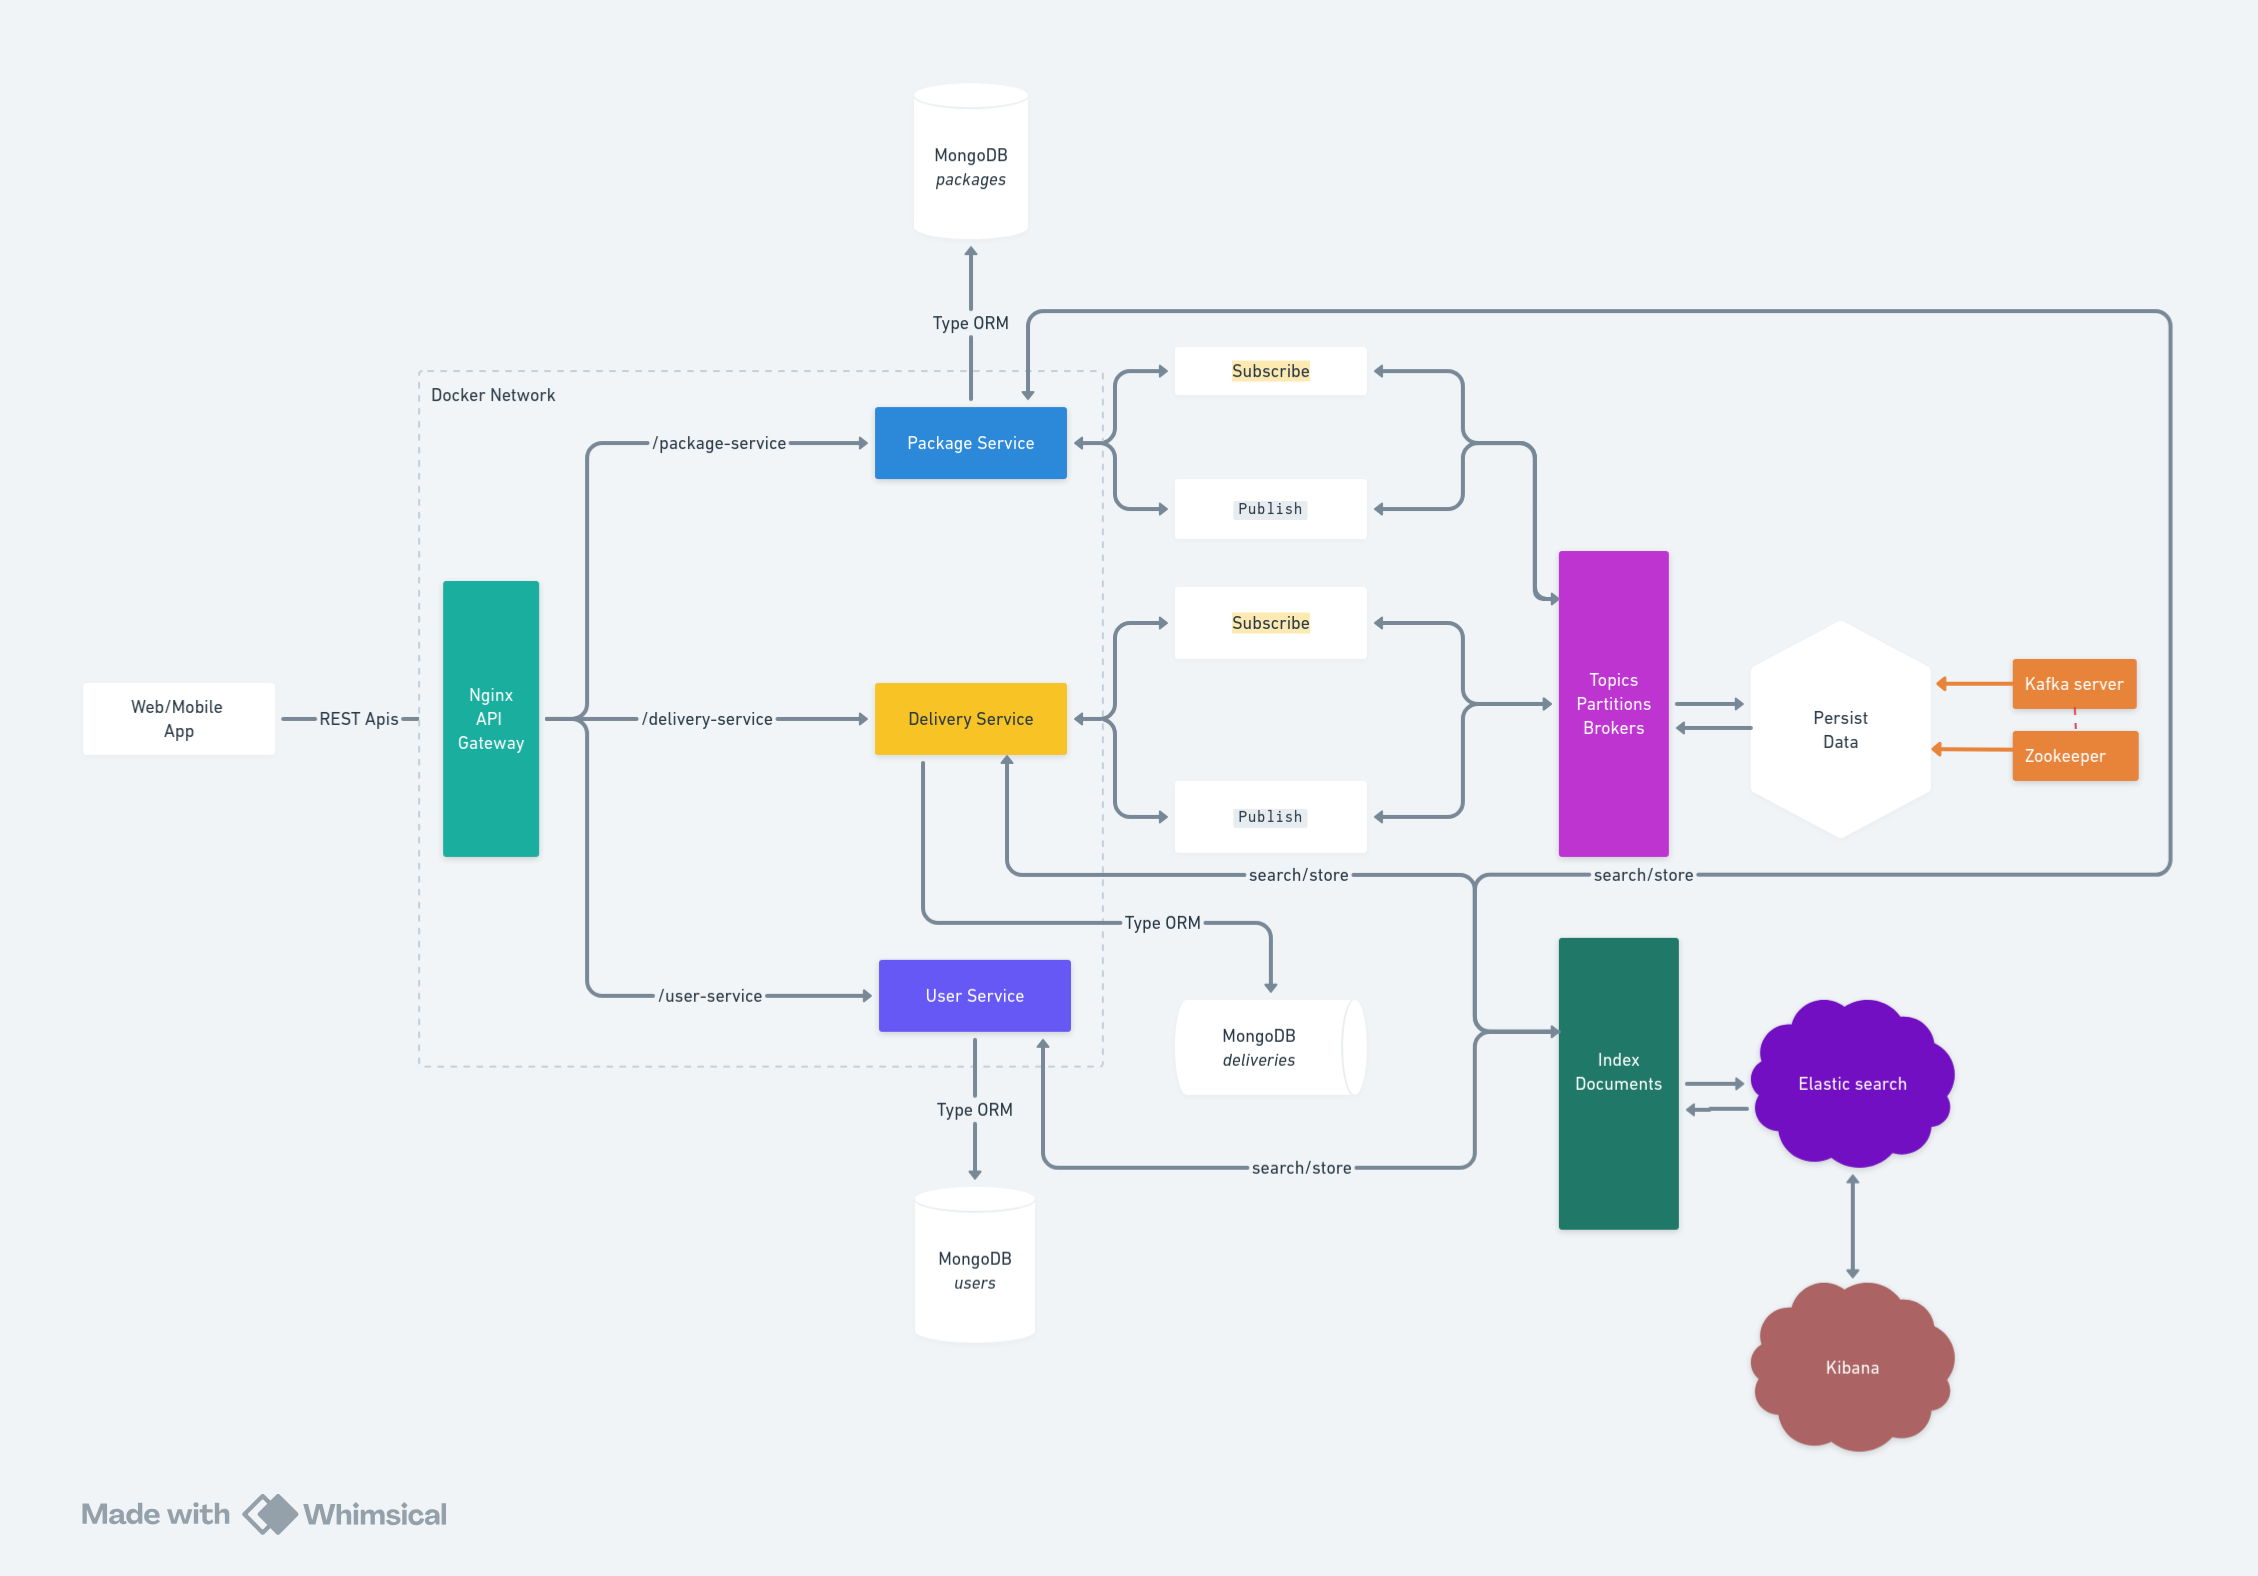 MongoDB
packages
Type ORM
Docker Network
Subscribe
/package-service
Package Service
Publish
Subscribe
Web/Mobile
App
REST Apis
Nginx
API
Gateway
/delivery-service
Delivery Service
Topics
Partitions
Brokers
Persist
Data
Kafka server
Zookeeper
Publish
search/store
search/store
Type ORM
/user-service
User Service
MongoDB
deliveries
Index
Documents
Elastic search
Type ORM
search/store
MongoDB
users
Kibana
Made with Whimsical